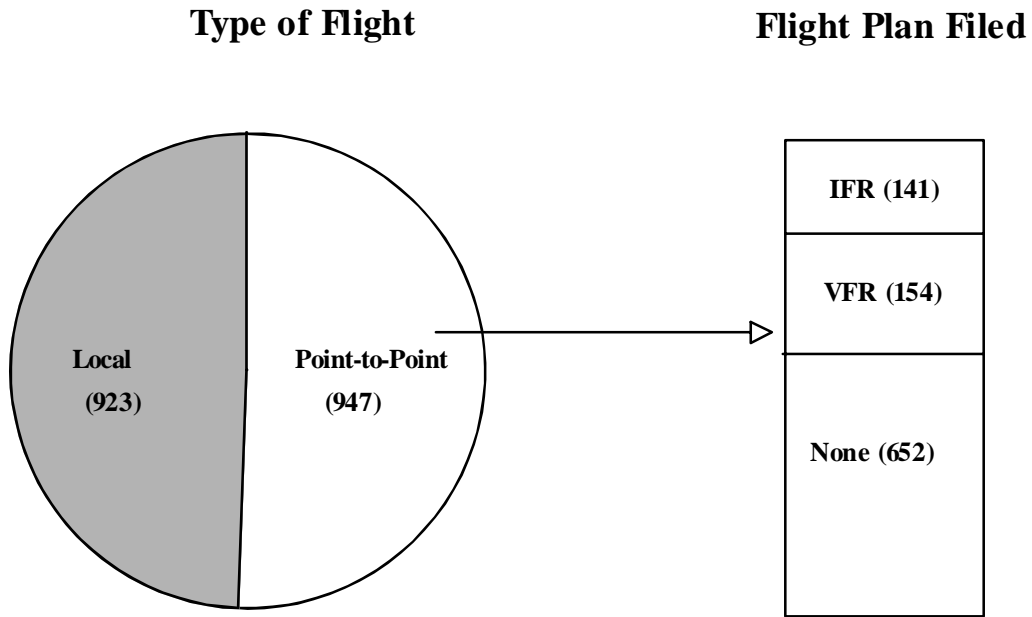 Type of Flight
Flight Plan Filed
Local
(923)
Point-to-Point
(947)
IFR (141)
VFR (154)
None (652)